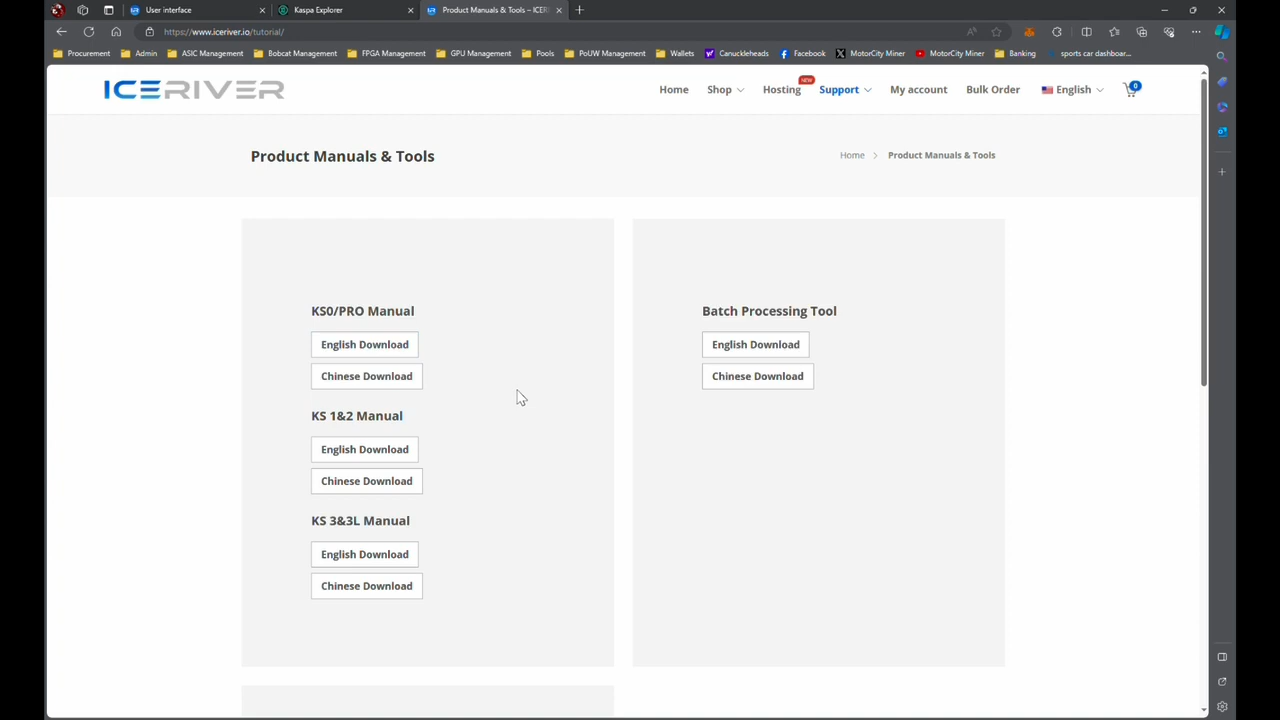 User interface
Kaspa Explorer
Product Manuals & Tools – ICERI
https://www.iceriver.io/tutorial/
Procurement
Admin
ASIC Management
Bobcat Management
FPGA Management
GPU Management
Pools
PoUW Management
Wallets
Canuckleheads
Facebook
MotorCity Miner
MotorCity Miner
Banking
sports car dashboar...
ICERIVER
Home
Shop
Hosting
NEW
Support
My account
Bulk Order
English
0
Product Manuals & Tools
Home > Product Manuals & Tools
KS0/PRO Manual
English Download
Chinese Download
KS 1&2 Manual
English Download
Chinese Download
KS 3&3L Manual
English Download
Chinese Download
Batch Processing Tool
English Download
Chinese Download